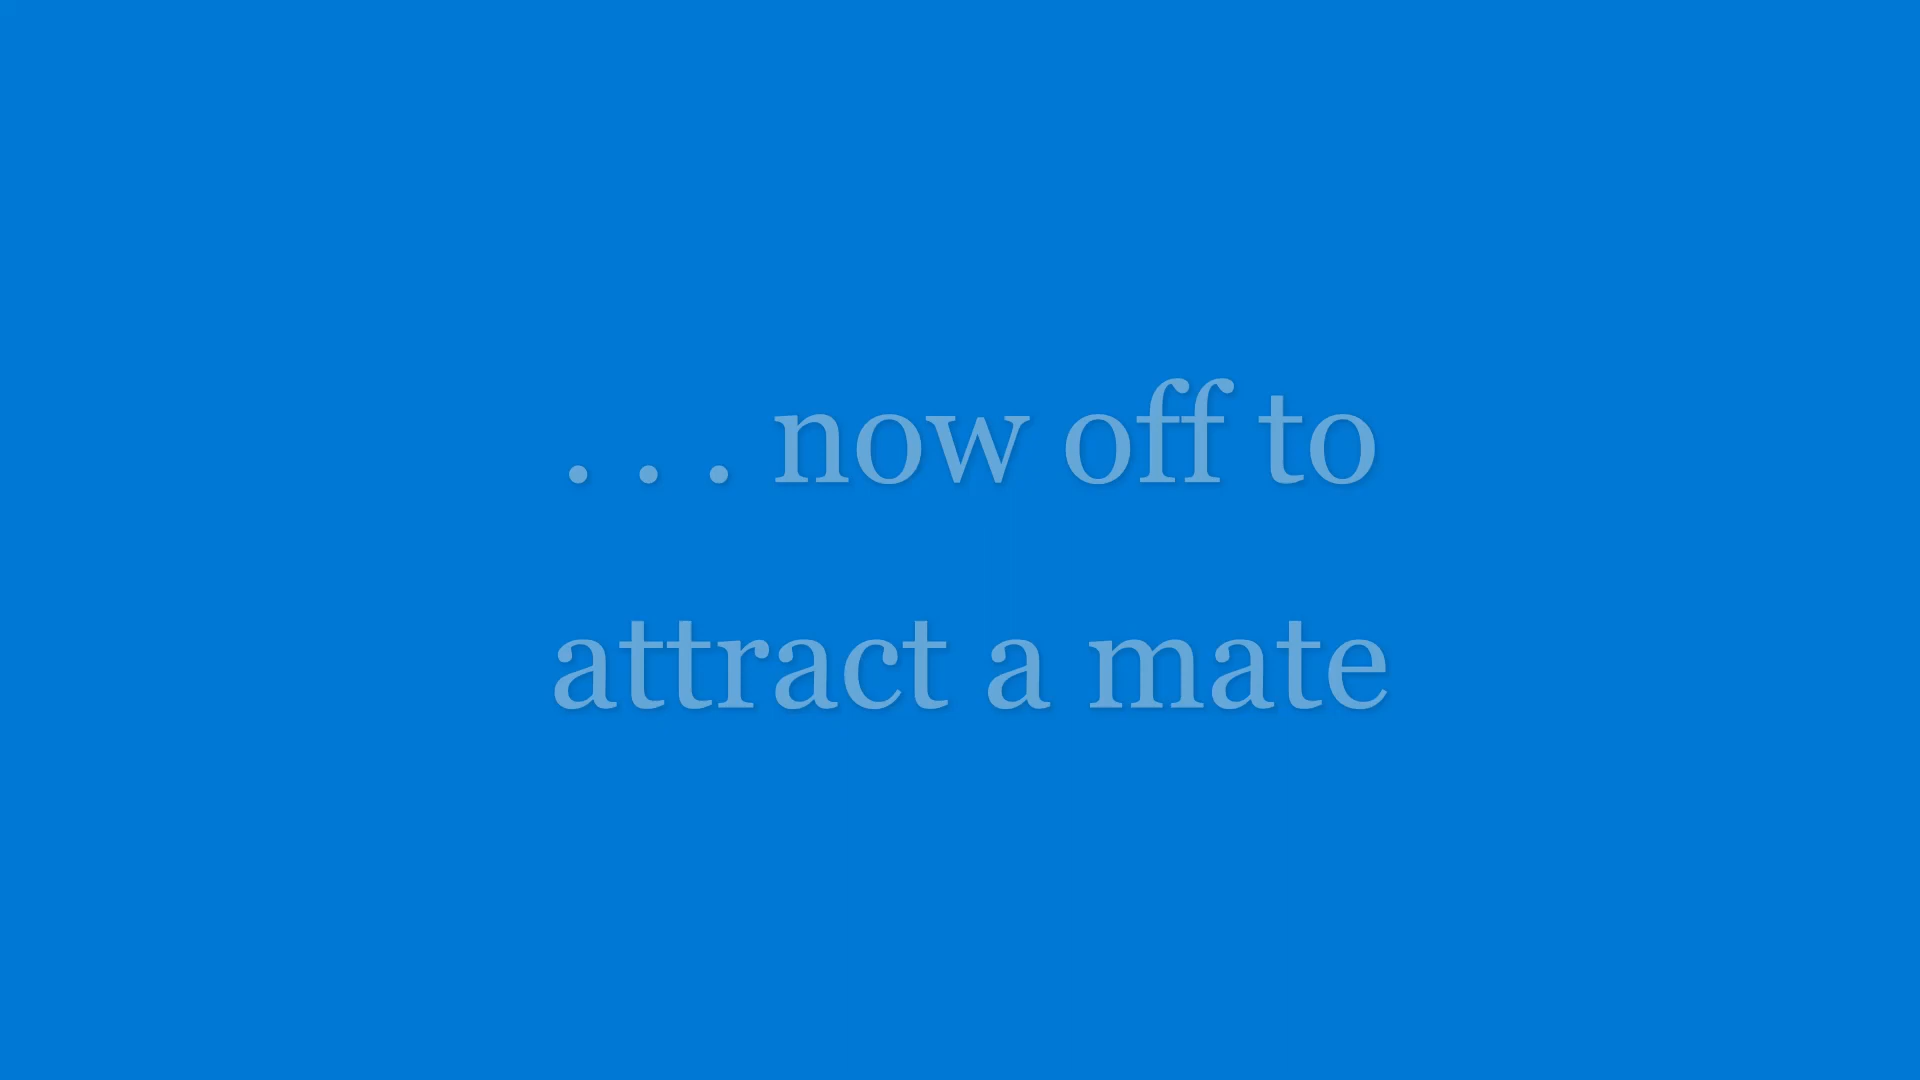 . . . now off to
attract a mate